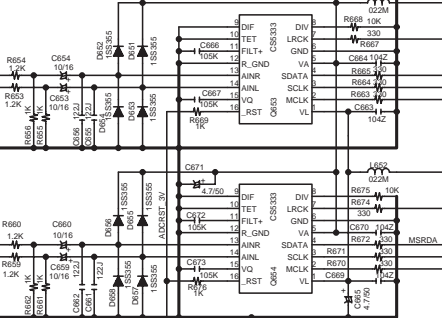 022M
9 DIF DIV 8 R668 10K
10 TET LRCK 7 330
C666 11 FILT+ GND 6 R667
105K 12 R_GND VA 5 C664 104Z
13 AINR SDATA 4 R665 330
14 AINL SCLK 3 R664 330
C667 15 VQ MCLK 2 R663 330
105K 16 _RST VL C663
R669 104Z
1K
CS5333
Q653
R654
1.2K
C654
10/16
R653
1.2K
C653
10/16
R656 1K
R655 1K
C656 122J
C655 122J
D652 1SS355
D651 1SS355
D654 1SS355
D653 1SS355
C671
4.7/50
L652
022M
ADCRST_3V
9 DIF DIV 8 R675 10K
10 TET LRCK 7 R674
C672 11 FILT+ GND 6 330
105K 12 R_GND VA 5 C670 104Z
13 AINR SDATA 4 R672 330 MSRDA
14 AINL SCLK 3 R671 330
C673 15 VQ MCLK 2 R670 330
105K 16 _RST VL C669 104Z
R676
1K
CS5333
Q654
R660
1.2K
C660
10/16
R659
1.2K
C659
10/16
R662 1K
R661 1K
C662 122J
C661 122J
D656 1SS355
D655 1SS355
D658 1SS355
D657 1SS355
C665
4.7/50